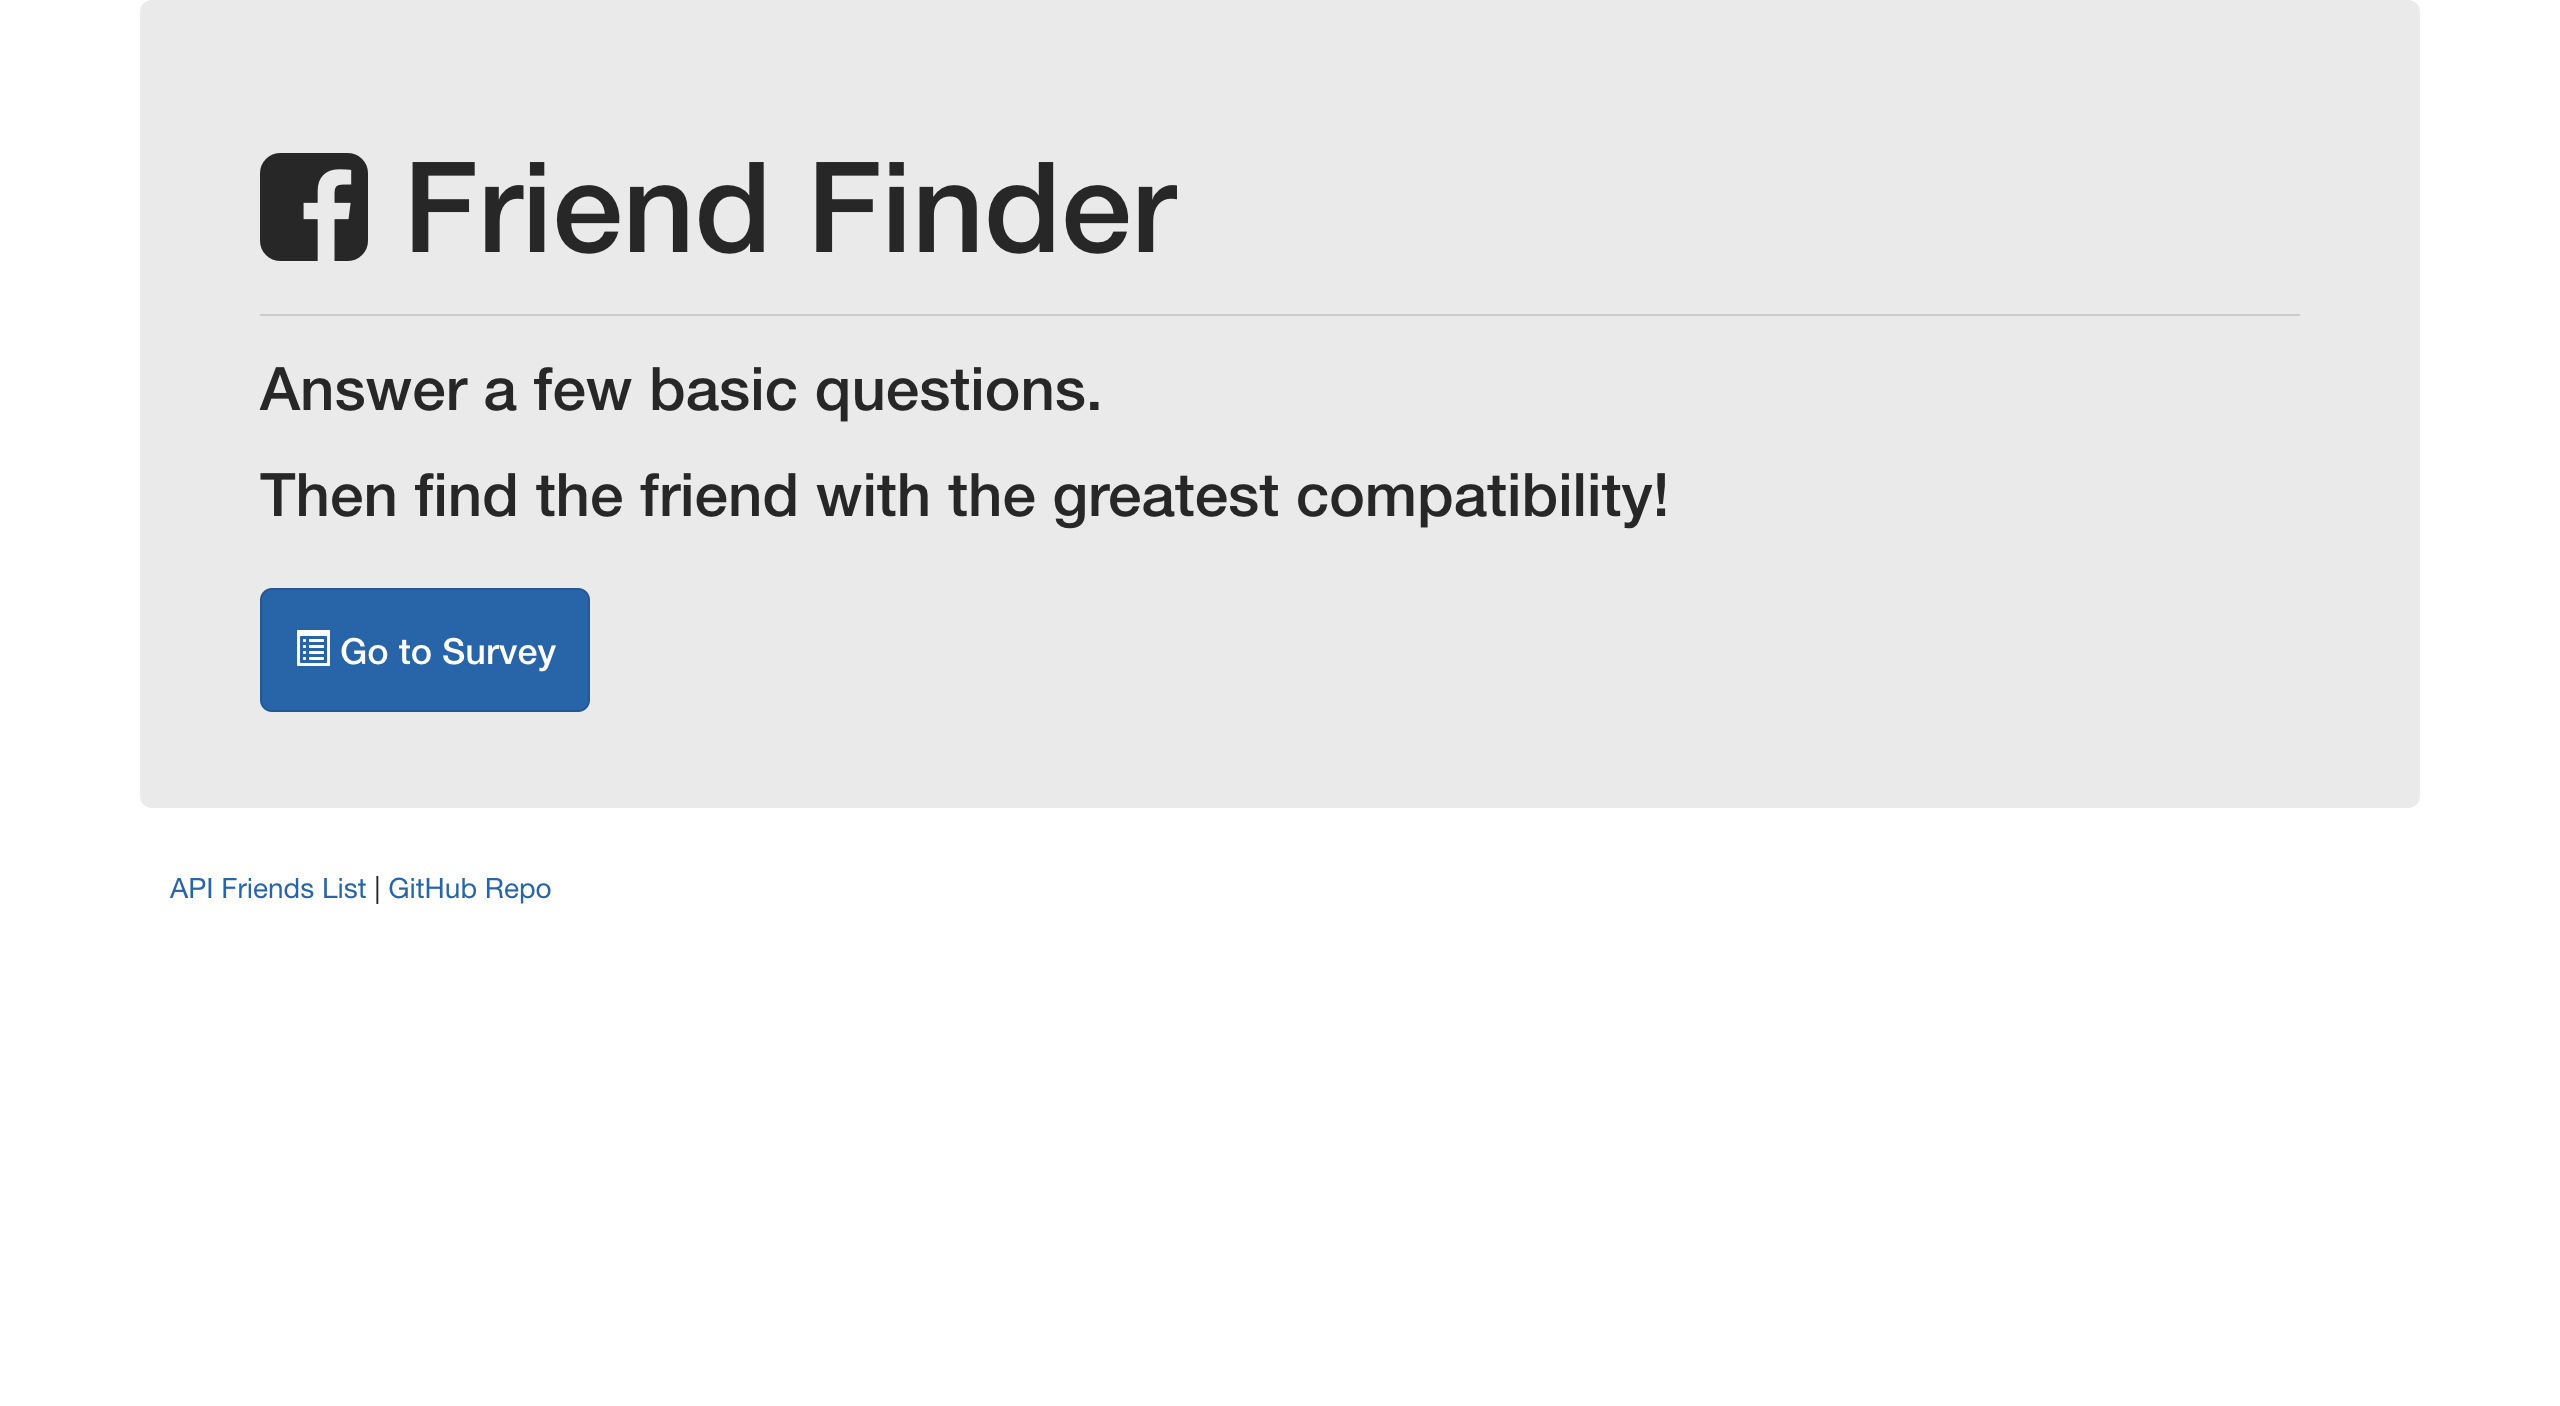 Friend Finder
Answer a few basic questions.
Then find the friend with the greatest compatibility!
Go to Survey
API Friends List | GitHub Repo